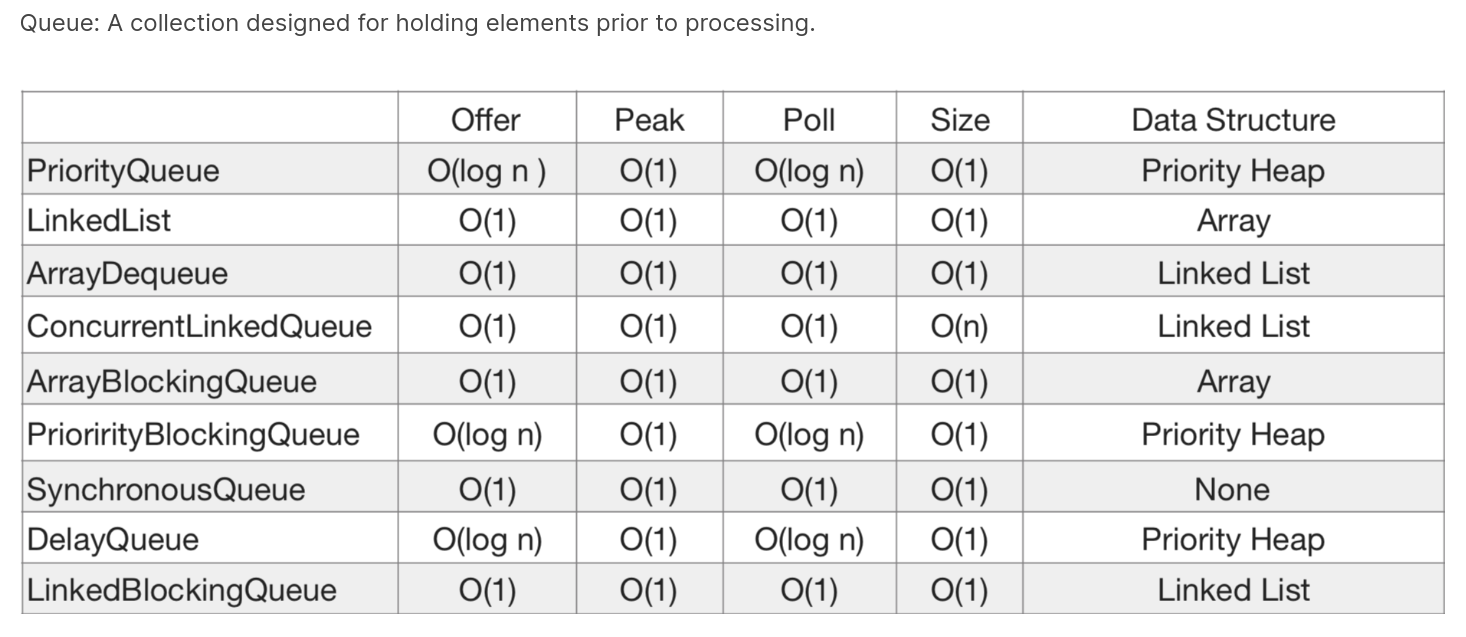 Queue: A collection designed for holding elements prior to processing.
Offer Peak Poll Size Data Structure
PriorityQueue O(log n ) O(1) O(log n) O(1) Priority Heap
LinkedList O(1) O(1) O(1) O(1) Array
ArrayDequeue O(1) O(1) O(1) O(1) Linked List
ConcurrentLinkedQueue O(1) O(1) O(1) O(n) Linked List
ArrayBlockingQueue O(1) O(1) O(1) O(1) Array
PrioririrityBlockingQueue O(log n) O(1) O(log n) O(1) Priority Heap
SynchronousQueue O(1) O(1) O(1) O(1) None
DelayQueue O(log n) O(1) O(log n) O(1) Priority Heap
LinkedBlockingQueue O(1) O(1) O(1) O(1) Linked List